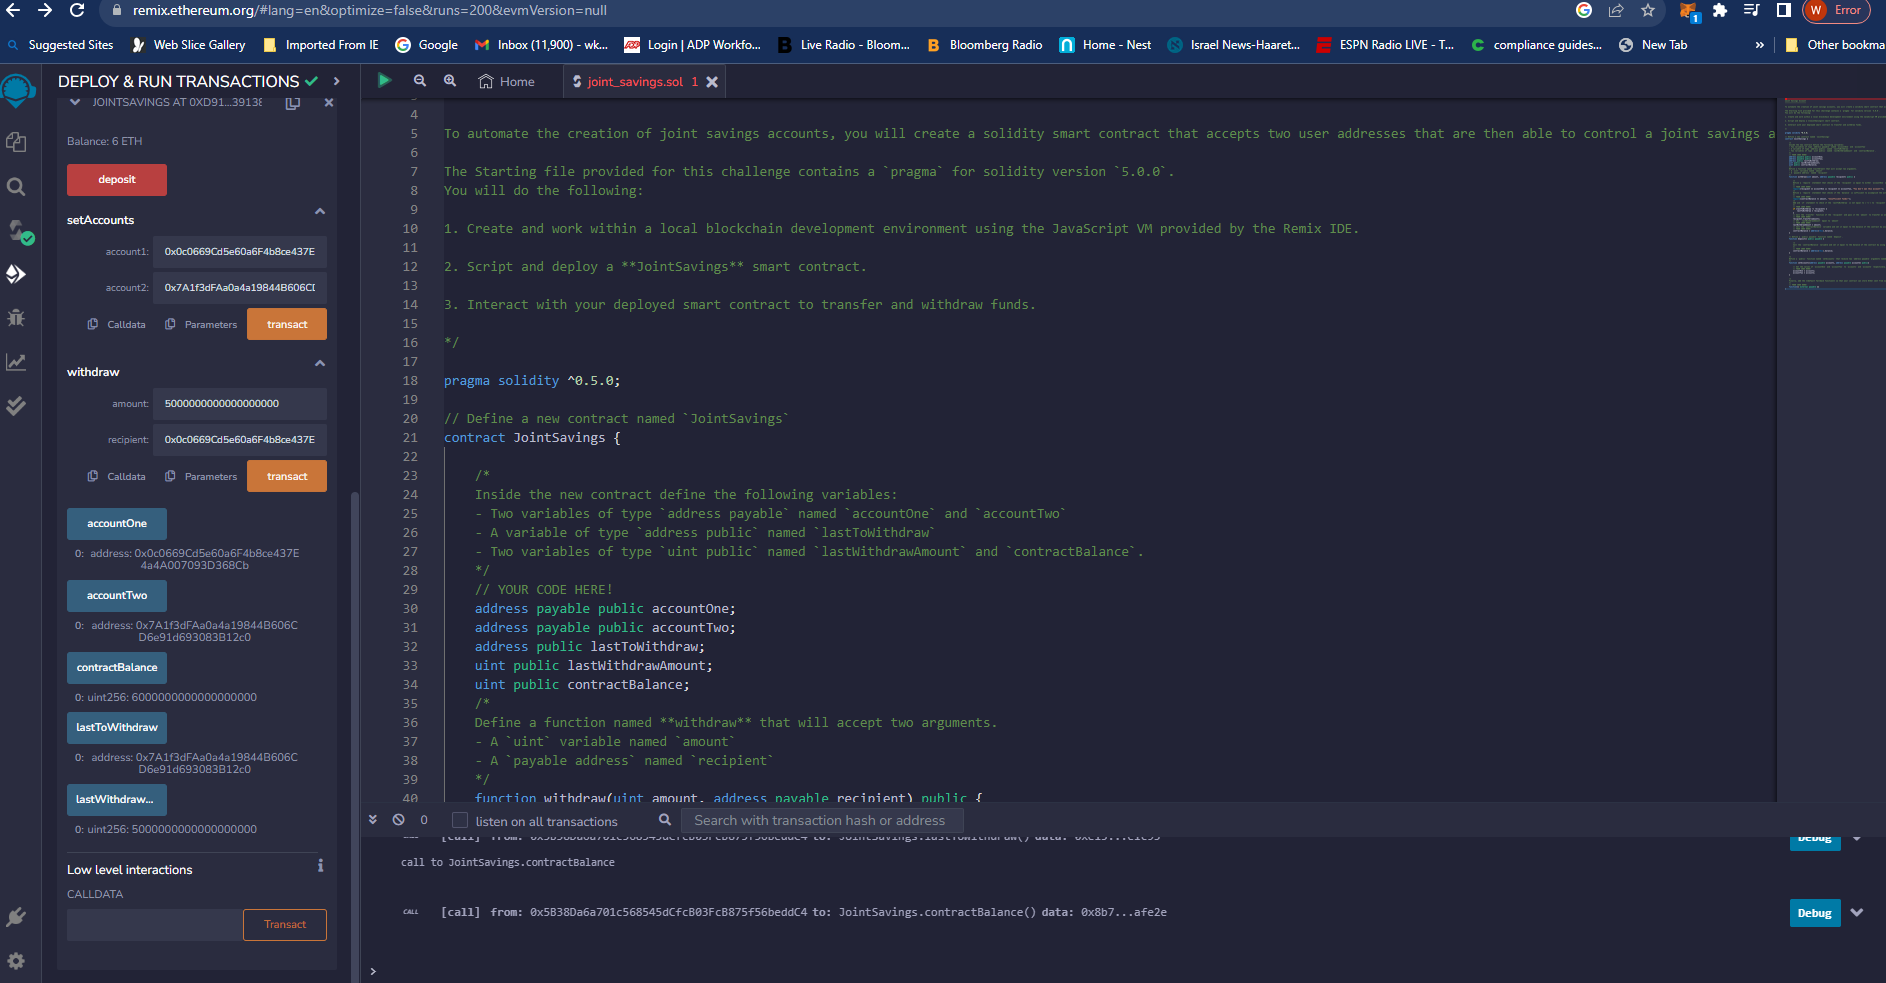 remix.ethereum.org/#lang=en&optimize=false&runs=200&evmVersion=null
W Error
Suggested Sites Web Slice Gallery Imported From IE Google Inbox (11,900) - wk... Login | ADP Workfo... Live Radio - Bloom... Bloomberg Radio Home - Nest Israel News-Haaret... ESPN Radio LIVE - T... compliance guides... New Tab » Other bookma
DEPLOY & RUN TRANSACTIONS
JOINTSAVINGS AT 0XD91...3913
Balance: 6 ETH
deposit
setAccounts
account1: 0x0c0669Cd5e60a6F4b8ce437E
account2: 0x7A1f3dFAa0a4a19844B606CD
Calldata Parameters transact
withdraw
amount: 5000000000000000000
recipient: 0x0c0669Cd5e60a6F4b8ce437E
Calldata Parameters transact
accountOne
0: address: 0x0c0669Cd5e60a6F4b8ce437E
4a4A007093D368Cb
accountTwo
0: address: 0x7A1f3dFAa0a4a19844B606C
D6e91d693083B12c0
contractBalance
0: uint256: 6000000000000000000
lastToWithdraw
0: address: 0x7A1f3dFAa0a4a19844B606C
D6e91d693083B12c0
lastWithdraw...
0: uint256: 5000000000000000000
Low level interactions
CALLDATA
Transact
Home joint_savings.sol 1
4
5 To automate the creation of joint savings accounts, you will create a solidity smart contract that accepts two user addresses that are then able to control a joint savings a
6
7 The Starting file provided for this challenge contains a `pragma` for solidity version `5.0.0`.
8 You will do the following:
9
10 1. Create and work within a local blockchain development environment using the JavaScript VM provided by the Remix IDE.
11
12 2. Script and deploy a **JointSavings** smart contract.
13
14 3. Interact with your deployed smart contract to transfer and withdraw funds.
15
16 */
17
18 pragma solidity ^0.5.0;
19
20 // Define a new contract named `JointSavings`
21 contract JointSavings {
22
23 /*
24 Inside the new contract define the following variables:
25 - Two variables of type `address payable` named `accountOne` and `accountTwo`
26 - A variable of type `address public` named `lastToWithdraw`
27 - Two variables of type `uint public` named `lastWithdrawAmount` and `contractBalance`.
28 */
29 // YOUR CODE HERE!
30 address payable public accountOne;
31 address payable public accountTwo;
32 address public lastToWithdraw;
33 uint public lastWithdrawAmount;
34 uint public contractBalance;
35 /*
36 Define a function named **withdraw** that will accept two arguments.
37 - A `uint` variable named `amount`
38 - A `payable address` named `recipient`
39 */
40 function withdraw(uint amount, address payable recipient) public {
0 listen on all transactions Search with transaction hash or address
[call] from: 0x5B38Da6a701c568545dCfcB03FcB875f56beddC4 to: JointSavings.lastToWithdraw() data: Debug
call to JointSavings.contractBalance
CALL [call] from: 0x5B38Da6a701c568545dCfcB03FcB875f56beddC4 to: JointSavings.contractBalance() data: 0x8b7...afe2e Debug
>